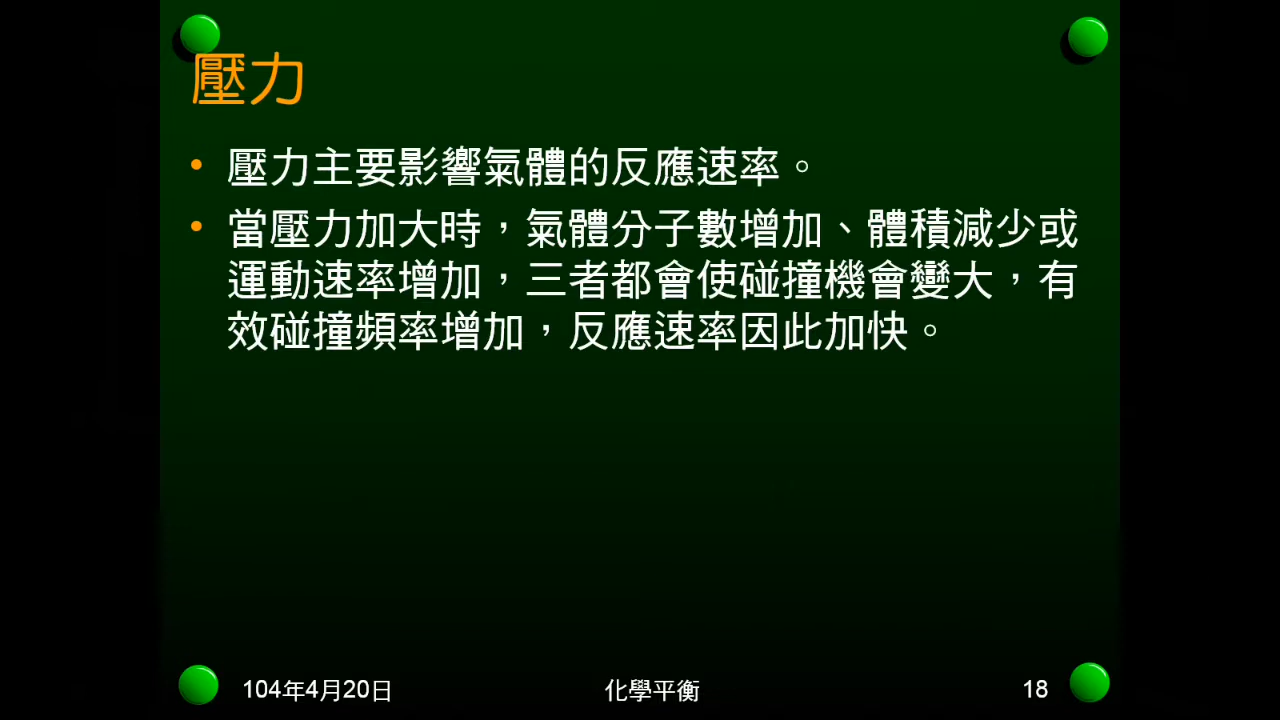 壓力
• 壓力主要影響氣體的反應速率。
• 當壓力加大時，氣體分子數增加、體積減少或
運動速率增加，三者都會使碰撞機會變大，有
效碰撞頻率增加，反應速率因此加快。
104年4月20日
化學平衡
18